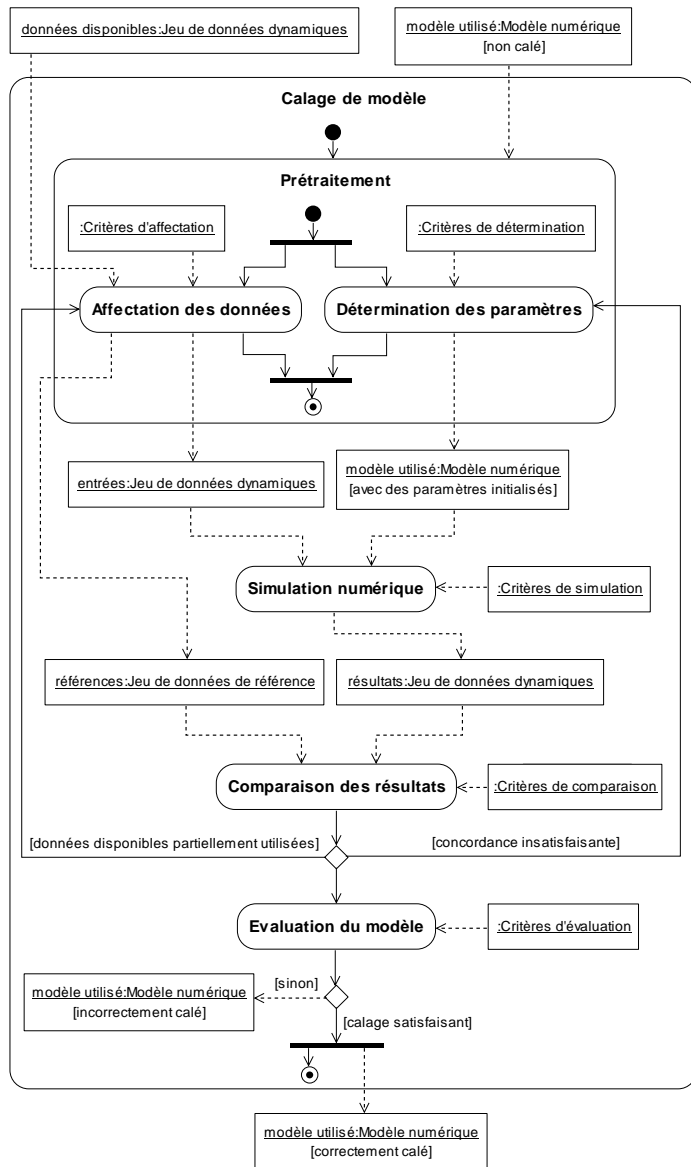 données disponibles:Jeu de données dynamiques
modèle utilisé:Modèle numérique
[non calé]
Calage de modèle
Prétraitement
:Critères d'affectation
:Critères de détermination
Affectation des données
Détermination des paramètres
entrées:Jeu de données dynamiques
modèle utilisé:Modèle numérique
[avec des paramètres initialisés]
Simulation numérique
:Critères de simulation
références:Jeu de données de référence
résultats:Jeu de données dynamiques
Comparaison des résultats
:Critères de comparaison
[données disponibles partiellement utilisées]
[concordance insatisfaisante]
Evaluation du modèle
:Critères d'évaluation
[sinon]
modèle utilisé:Modèle numérique
[incorrectement calé]
[calage satisfaisant]
modèle utilisé:Modèle numérique
[correctement calé]